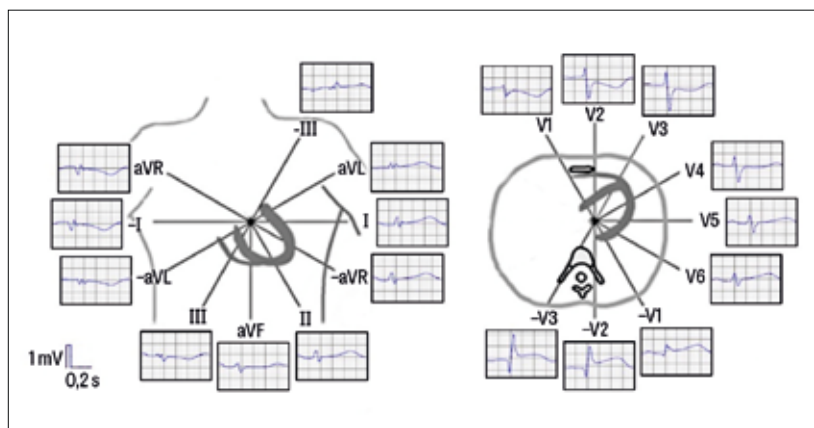 -III
aVR
aVL
-I
I
-aVL
-aVR
III
aVF
II
1mV
0,2 s
V1
V2
V3
V4
V5
V6
-V1
-V2
-V3